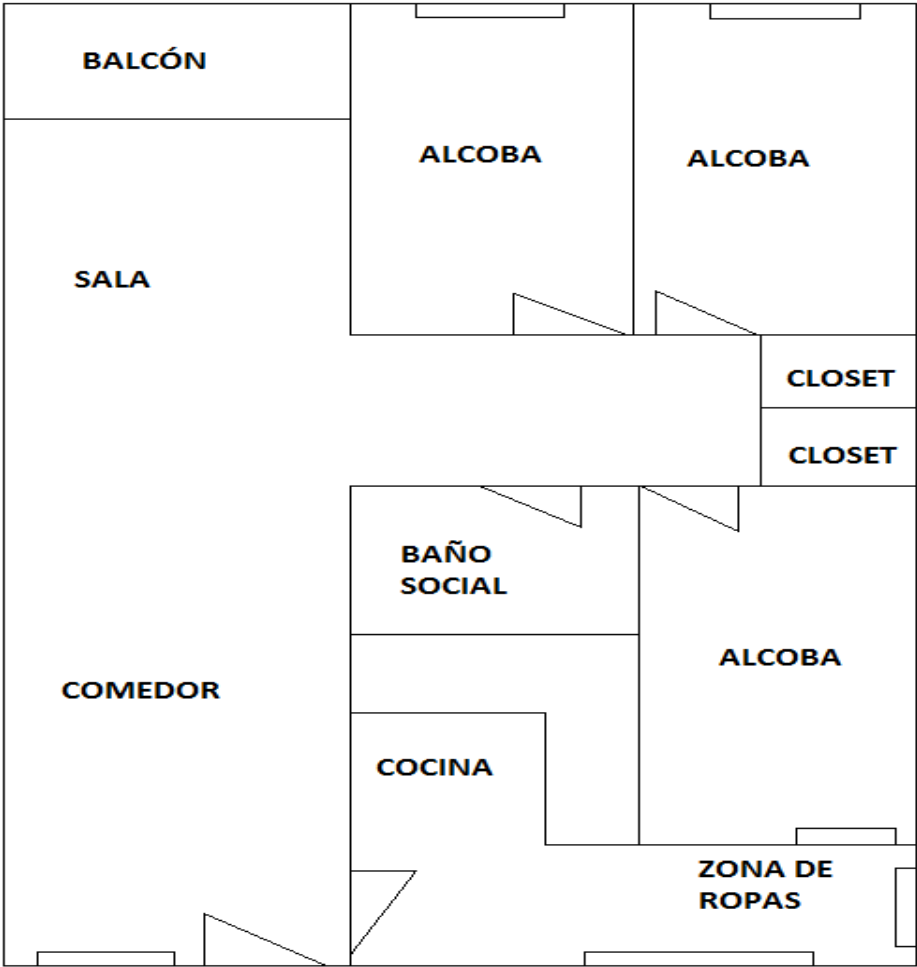 BALCÓN
ALCOBA
ALCOBA
SALA
CLOSET
CLOSET
BAÑO
SOCIAL
ALCOBA
COMEDOR
COCINA
ZONA DE
ROPAS